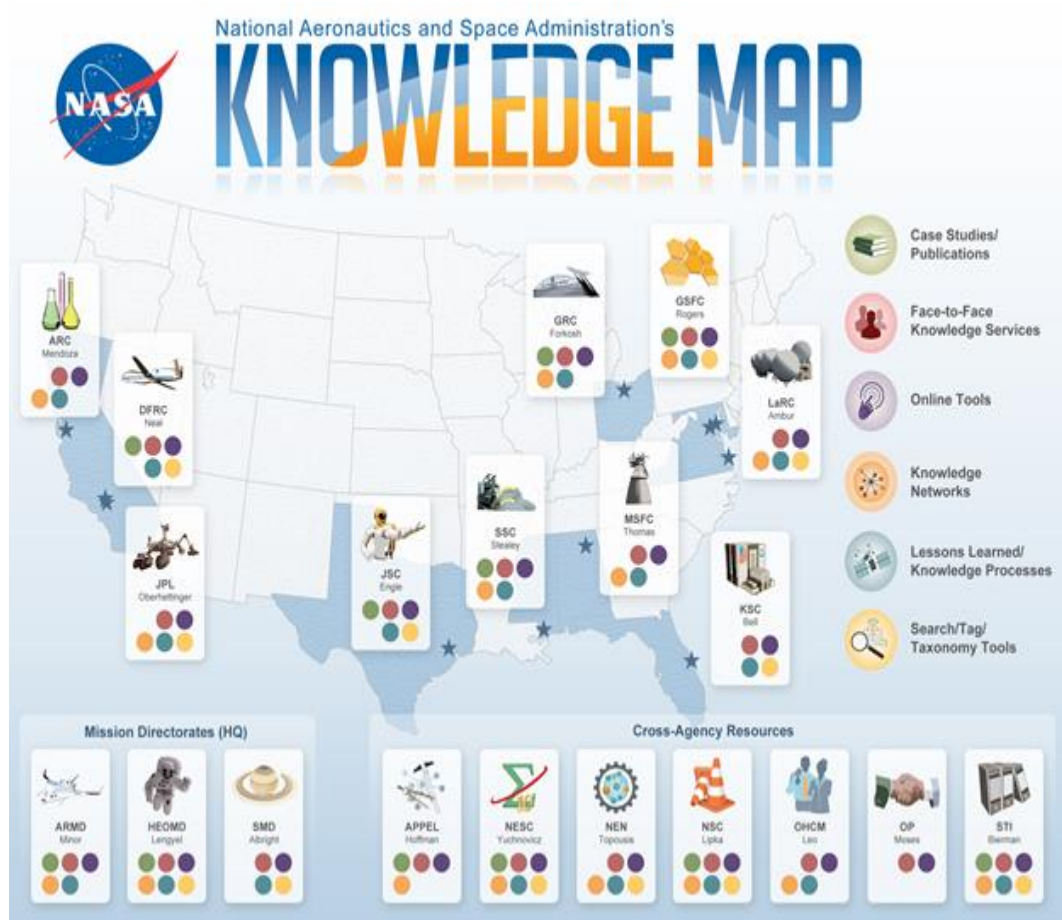 National Aeronautics and Space Administration's
NASA
KNOWLEDGE MAP
Case Studies/
Publications
Face-to-Face
Knowledge Services
Online Tools
Knowledge
Networks
Lessons Learned/
Knowledge Processes
Search/Tag/
Taxonomy Tools
ARC
Mendoza
DFRC
Neal
JPL
Oberhettinger
JSC
Engle
SSC
Stealey
GRC
Forkosh
GSFC
Rogers
LaRC
Ambur
MSFC
Thomas
KSC
Bell
Mission Directorates (HQ)
ARMD
Minor
HEOMD
Lengyel
SMD
Albright
Cross-Agency Resources
APPEL
Hoffman
NESC
Yuchnovicz
NEN
Topousis
NSC
Lipka
OHCM
Leo
OP
Moses
STI
Bierman